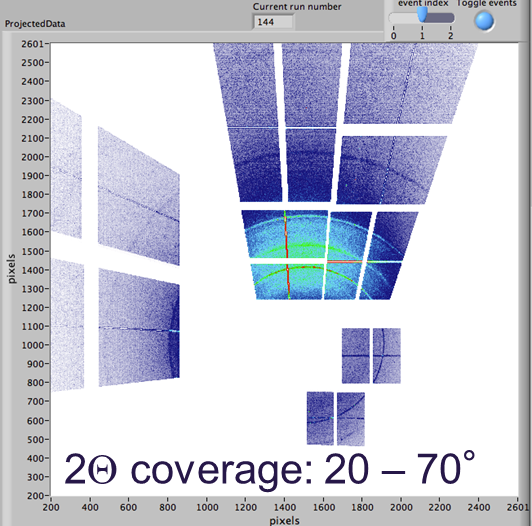 Current run number
144
event index
Toggle events
0 1 2
ProjectedData
2601
2500
2400
2300
2200
2100
2000
1900
1800
1700
1600
1500
1400
1300
1200
1100
1000
900
800
700
600
500
400
300
200
pixels
2Θ coverage: 20 – 70°
200 400 600 800 1000 1200 1400 1600 1800 2000 2200 2400 2601
pixels